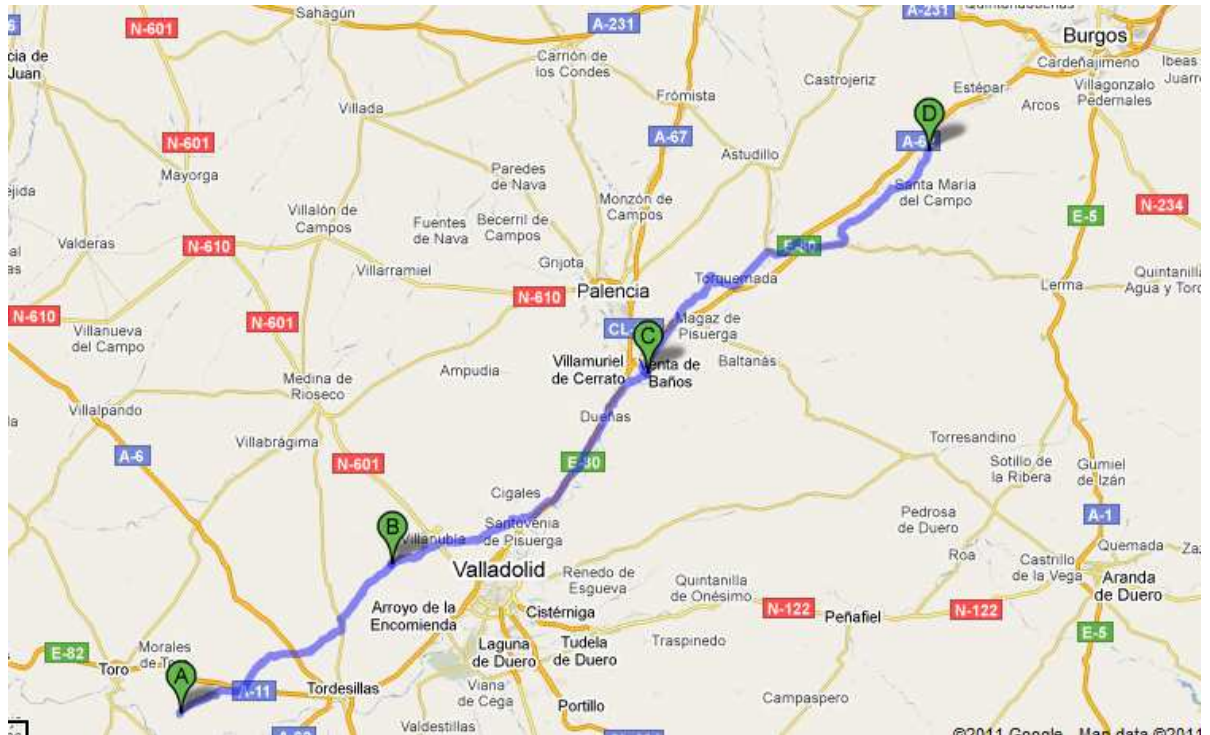 Sahagún
A-231
A-231
Burgos
N-601
Cardeñajimeno
Ibeas
cia de
Juan
Carrión de
los Condes
Castrojeriz
Estépar
Villagonzalo
Pedernales
Juarr
Villada
Frómista
Arcos
D
N-601
A-67
Mayorga
Astudillo
Paredes
de Nava
Santa María
del Campo
Monzón de
Campos
N-234
Villalón de
Campos
Fuentes
de Nava
Becerril de
Campos
E-5
Valderas
N-610
Villarramiel
Grijota
E-80
Torquemada
Palencia
Lerma
Quintanill
Agua y Torc
N-610
N-610
N-601
CL-
Magaz de
Pisuerga
Villanueva
del Campo
C
Villamuriel
de Cerrato
Venta de
Baños
Baltanás
Ampudia
Medina de
Rioseco
Villalpando
Dueñas
Villabrágima
Torresandino
A-6
N-601
E-80
Sotillo de
la Ribera
Gumiel
de Izán
Cigales
B
Villanubla
Santovenia
de Pisuerga
Pedrosa
de Duero
A-1
Roa
Quemada
Valladolid
Renedo de
Esgueva
Quintanilla
de Onésimo
Castrillo
de la Vega
Aranda
de Duero
Arroyo de la
Encomienda
Cistérniga
N-122
Peñafiel
N-122
E-82
Morales
de
Toro
Laguna
de Duero
Tudela
de Duero
Traspinedo
E-5
A
A-11
Tordesillas
Viana
de Cega
Portillo
Campaspero
Valdestillas
©2011 Google - Map data ©2011